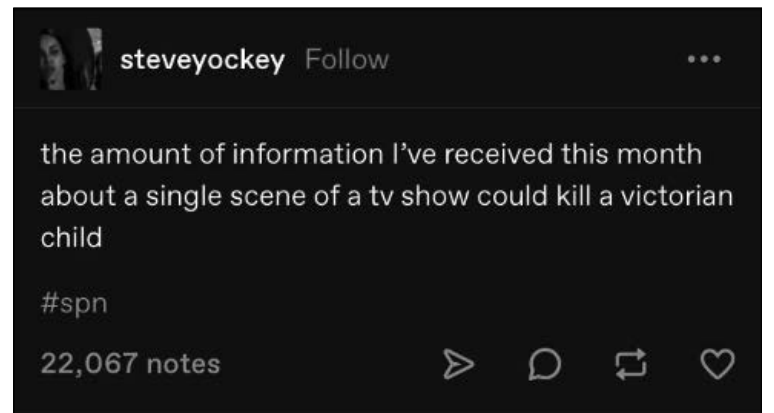 steveyockey Follow
the amount of information I've received this month
about a single scene of a tv show could kill a victorian
child
#spn
22,067 notes